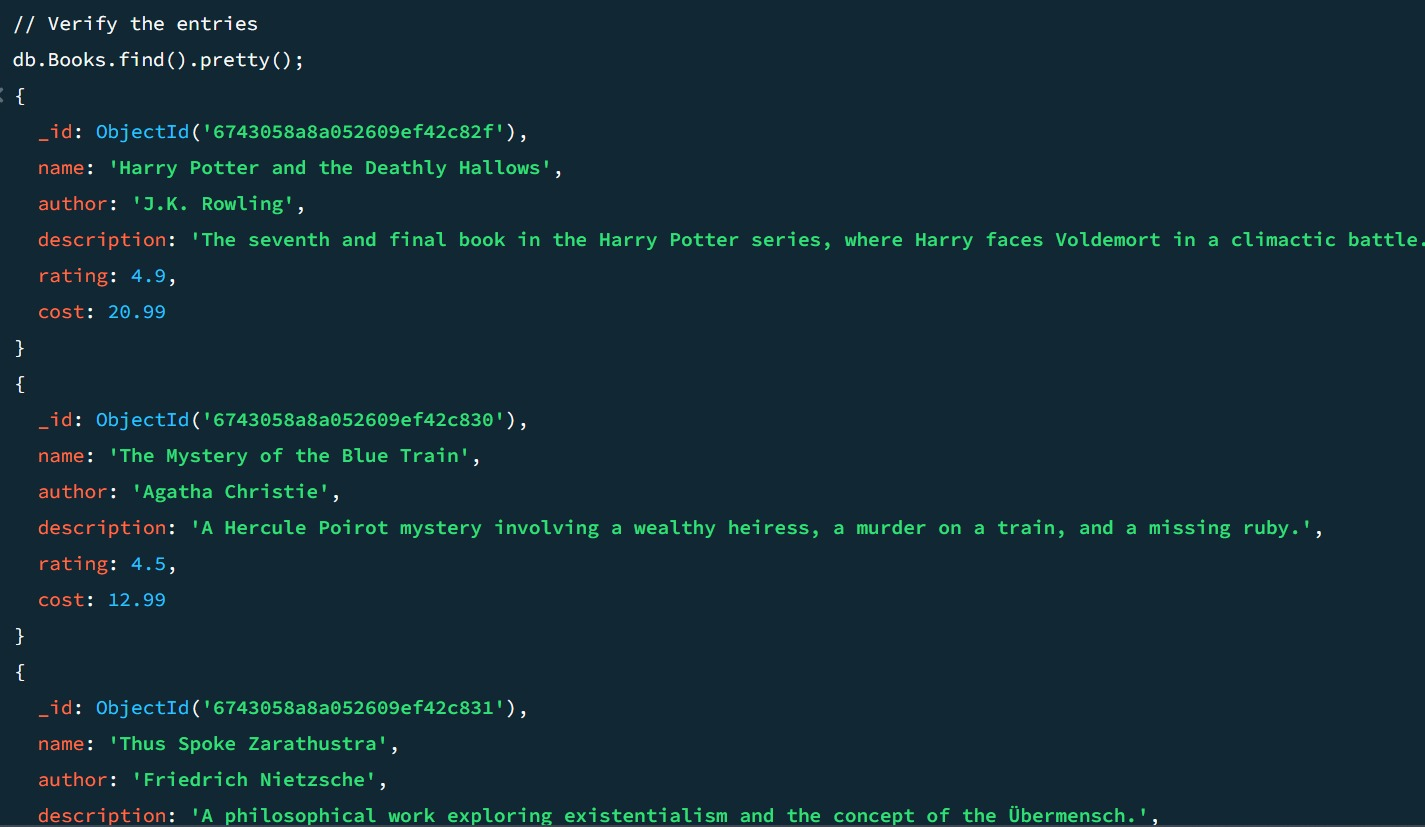 // Verify the entries
db.Books.find().pretty();
{
  _id: ObjectId('6743058a8a052609ef42c82f'),
  name: 'Harry Potter and the Deathly Hallows',
  author: 'J.K. Rowling',
  description: 'The seventh and final book in the Harry Potter series, where Harry faces Voldemort in a climactic battle.
  rating: 4.9,
  cost: 20.99
}
{
  _id: ObjectId('6743058a8a052609ef42c830'),
  name: 'The Mystery of the Blue Train',
  author: 'Agatha Christie',
  description: 'A Hercule Poirot mystery involving a wealthy heiress, a murder on a train, and a missing ruby.',
  rating: 4.5,
  cost: 12.99
}
{
  _id: ObjectId('6743058a8a052609ef42c831'),
  name: 'Thus Spoke Zarathustra',
  author: 'Friedrich Nietzsche',
  description: 'A philosophical work exploring existentialism and the concept of the Übermensch.',